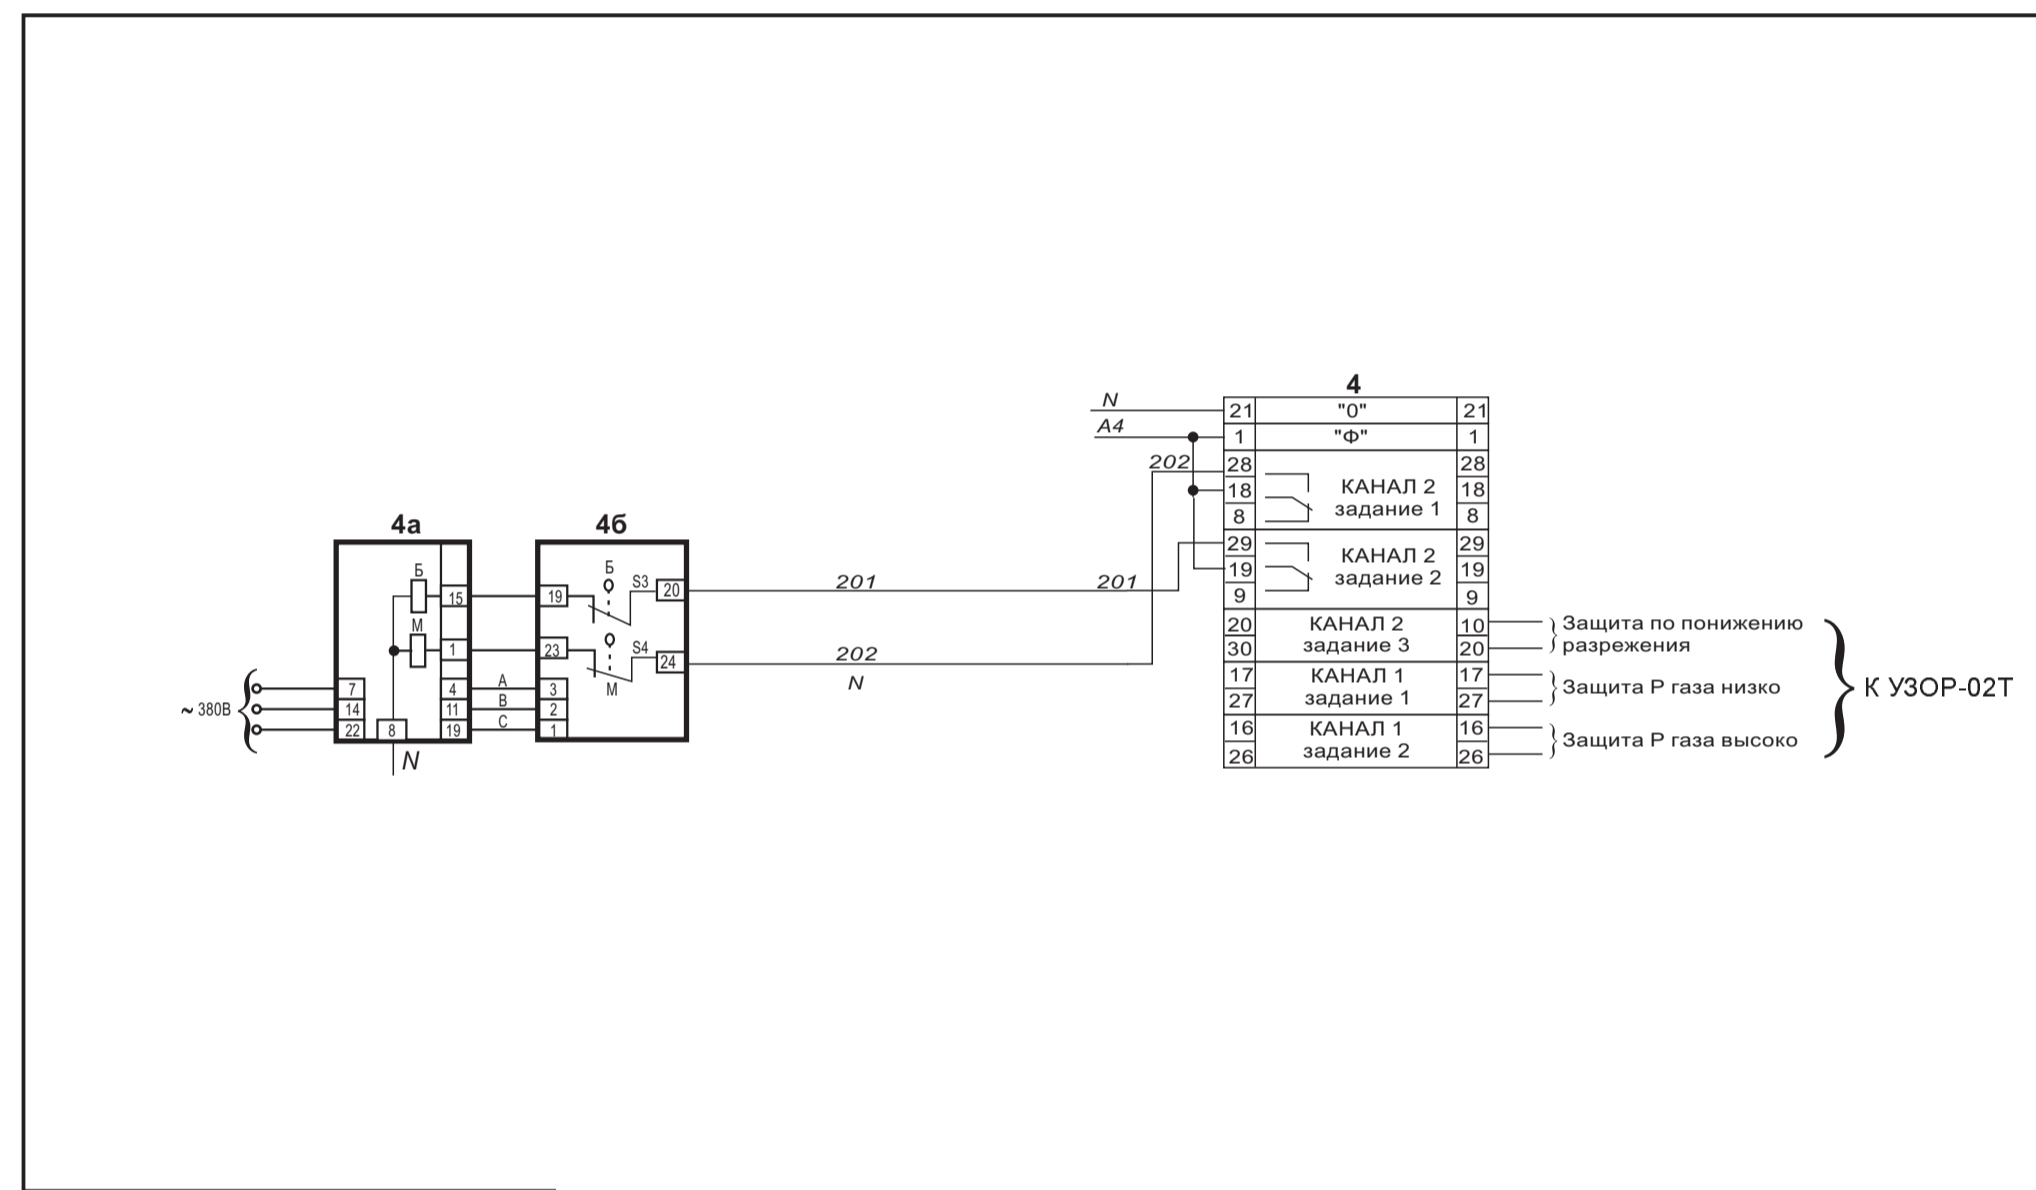 4
N
21
"0"
21
A4
1
"Ф"
1
202
28
28
18
КАНАЛ 2
18
8
задание 1
8
29
29
19
КАНАЛ 2
19
9
задание 2
9
20
КАНАЛ 2
10
30
задание 3
20
17
КАНАЛ 1
17
27
задание 1
27
16
КАНАЛ 1
16
26
задание 2
26
Защита по понижению
разрежения
Защита Р газа низко
Защита Р газа высоко
К УЗОР-02Т
4а
Б
15
М
1
~ 380В
7
4
14
11
22
8
19
N
A
B
C
4б
19
Б
S3
20
23
S4
24
М
3
2
1
201
201
202
N